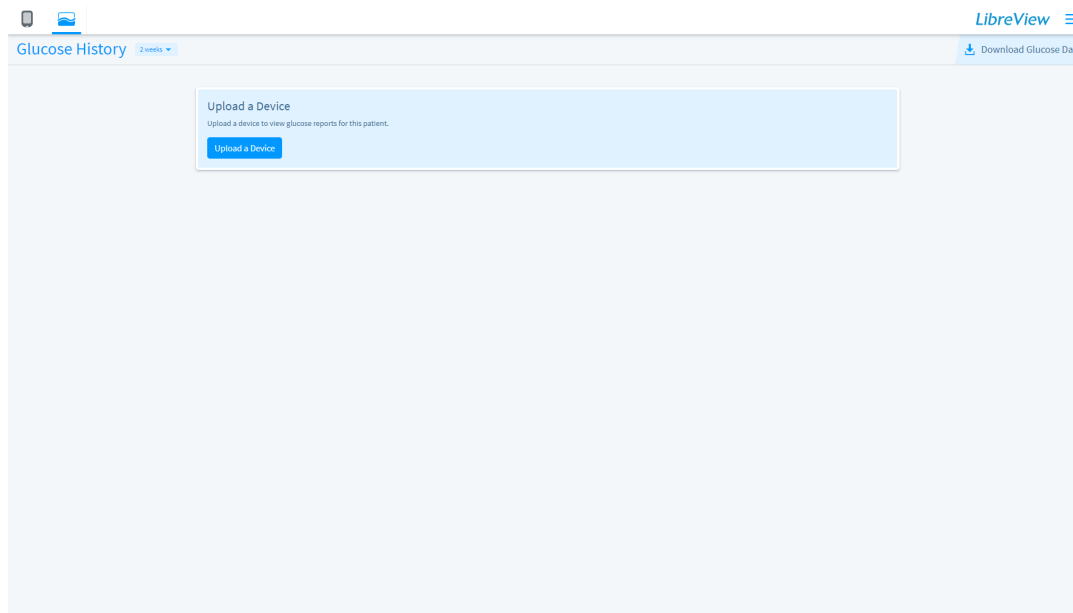 LibreView
Glucose History 2 weeks
Download Glucose Da
Upload a Device
Upload a device to view glucose reports for this patient.
Upload a Device